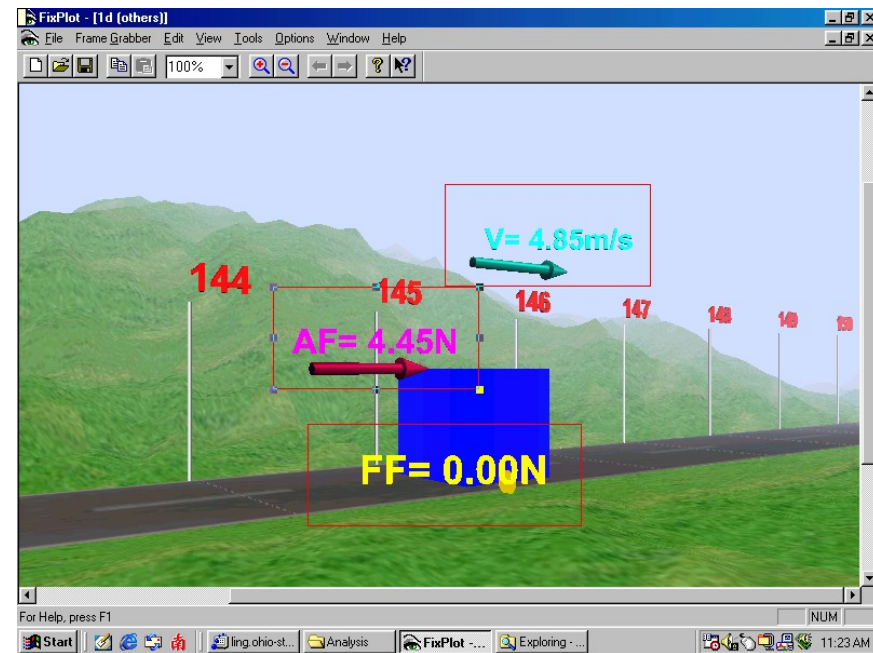 FixPlot - [1d (others)]
File Frame Grabber Edit View Tools Options Window Help
100%
V= 4.85m/s
144
145
146
147
148
149
150
AF= 4.45N
FF= 0.00N
For Help, press F1
NUM
Start
南
ling.ohio-st...
Analysis
FixPlot -...
Exploring - ...
11:23 AM